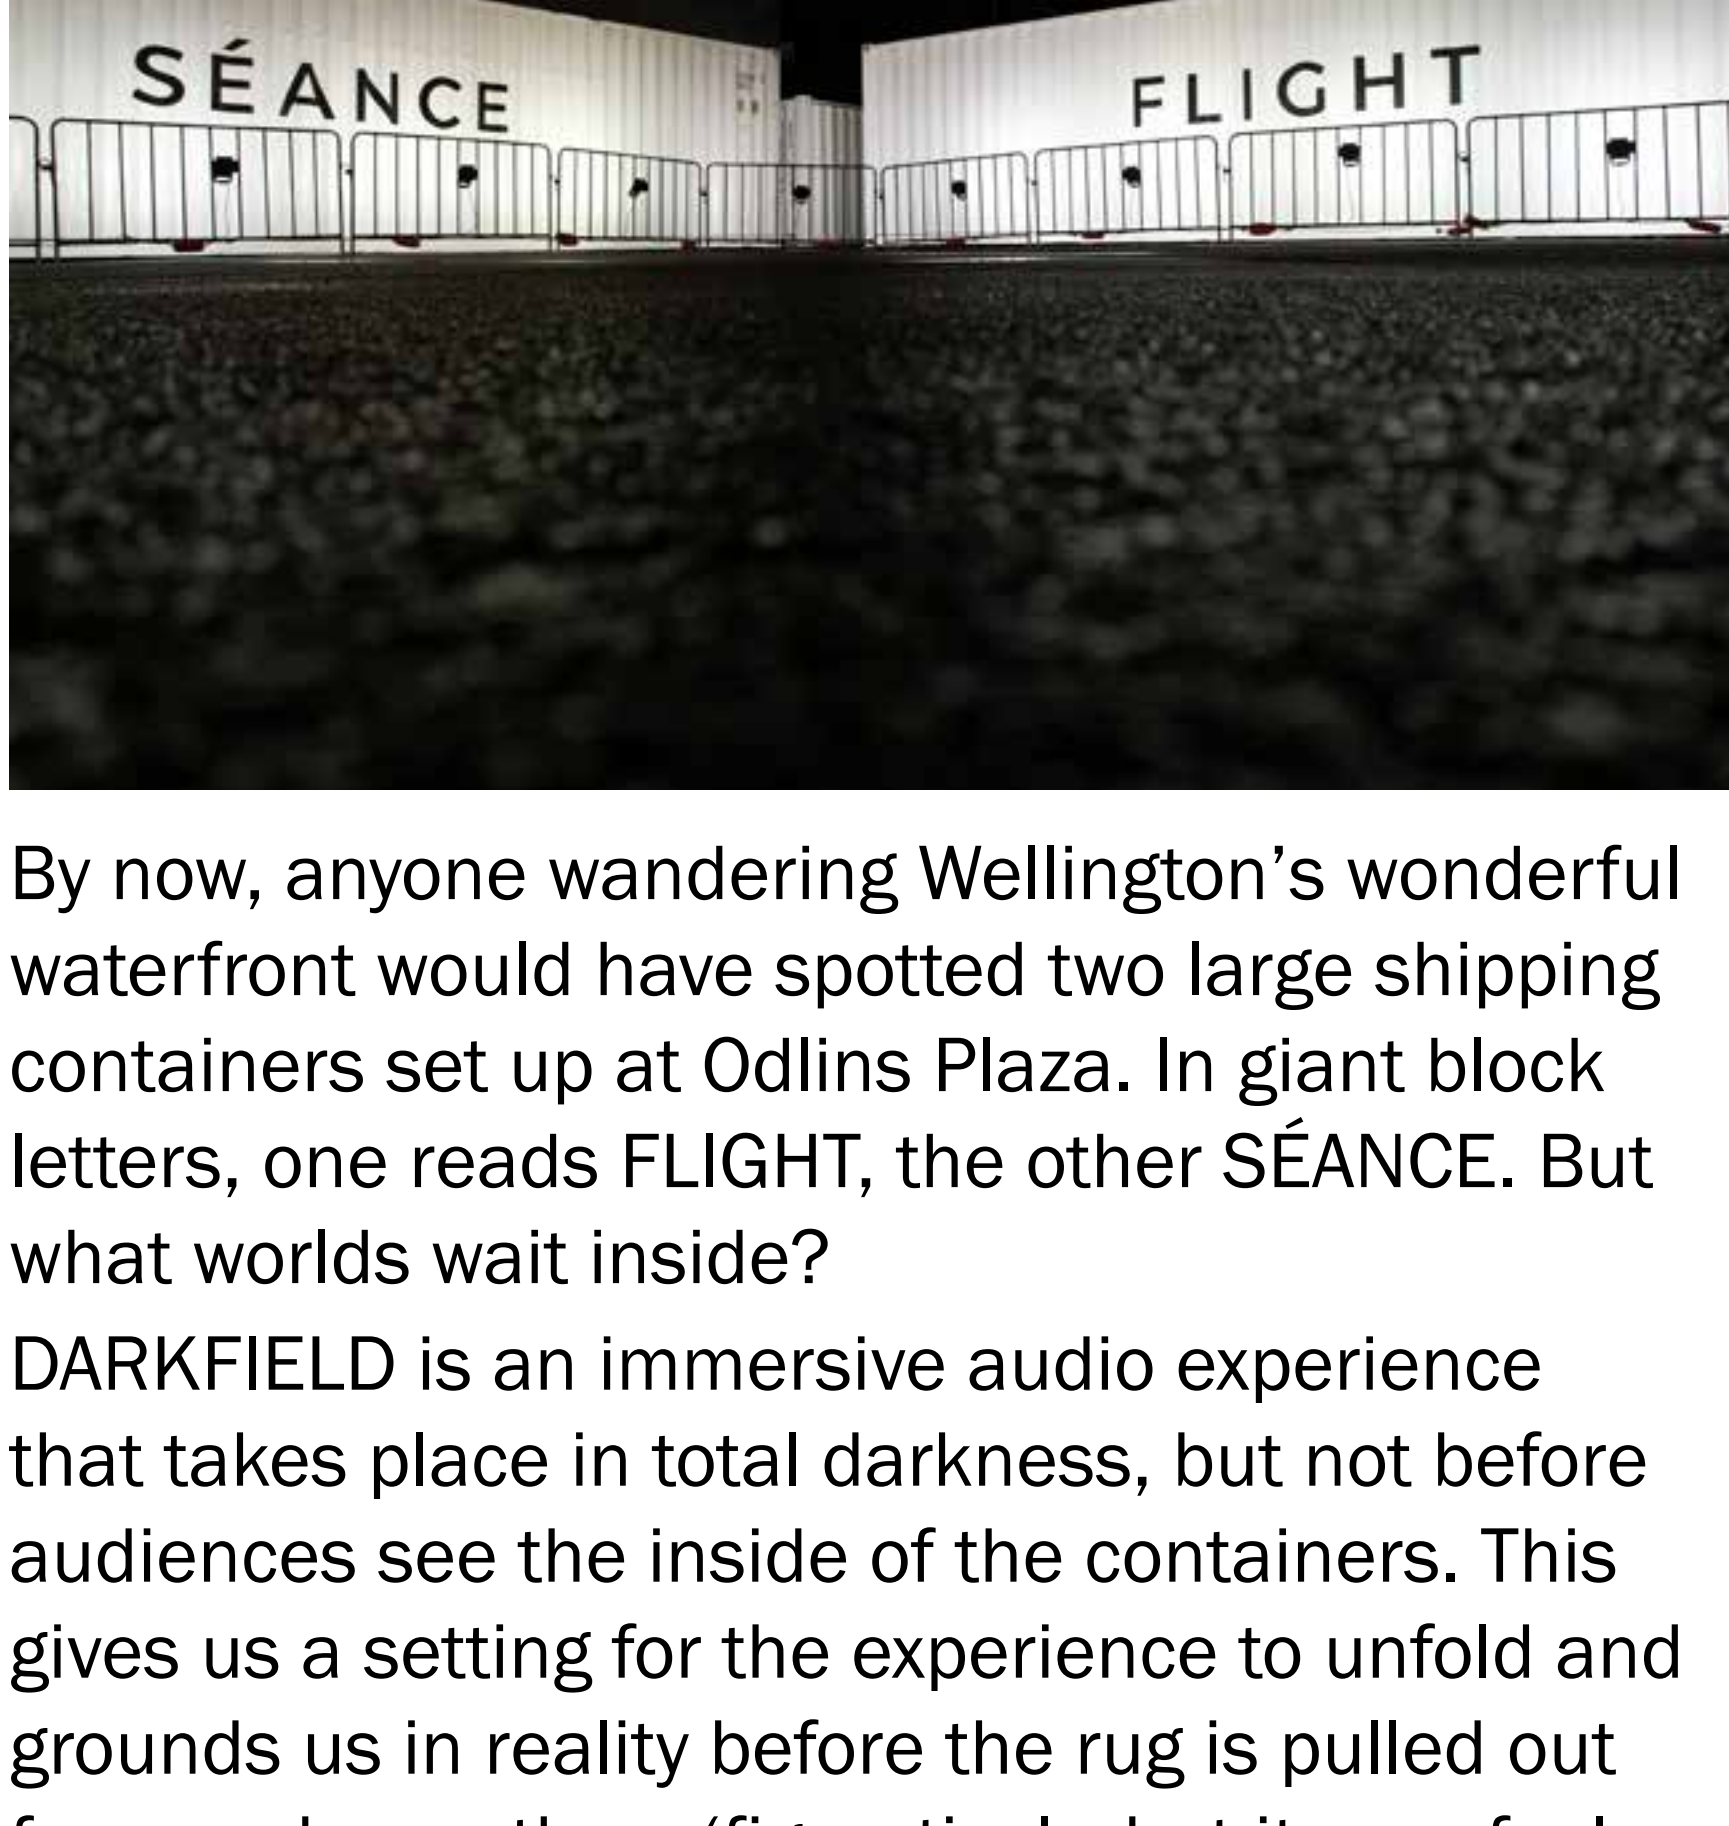 SÉANCE
FLIGHT
By now, anyone wandering Wellington’s wonderful
waterfront would have spotted two large shipping
containers set up at Odlins Plaza. In giant block
letters, one reads FLIGHT, the other SÉANCE. But
what worlds wait inside?
DARKFIELD is an immersive audio experience
that takes place in total darkness, but not before
audiences see the inside of the containers. This
gives us a setting for the experience to unfold and
grounds us in reality before the rug is pulled out